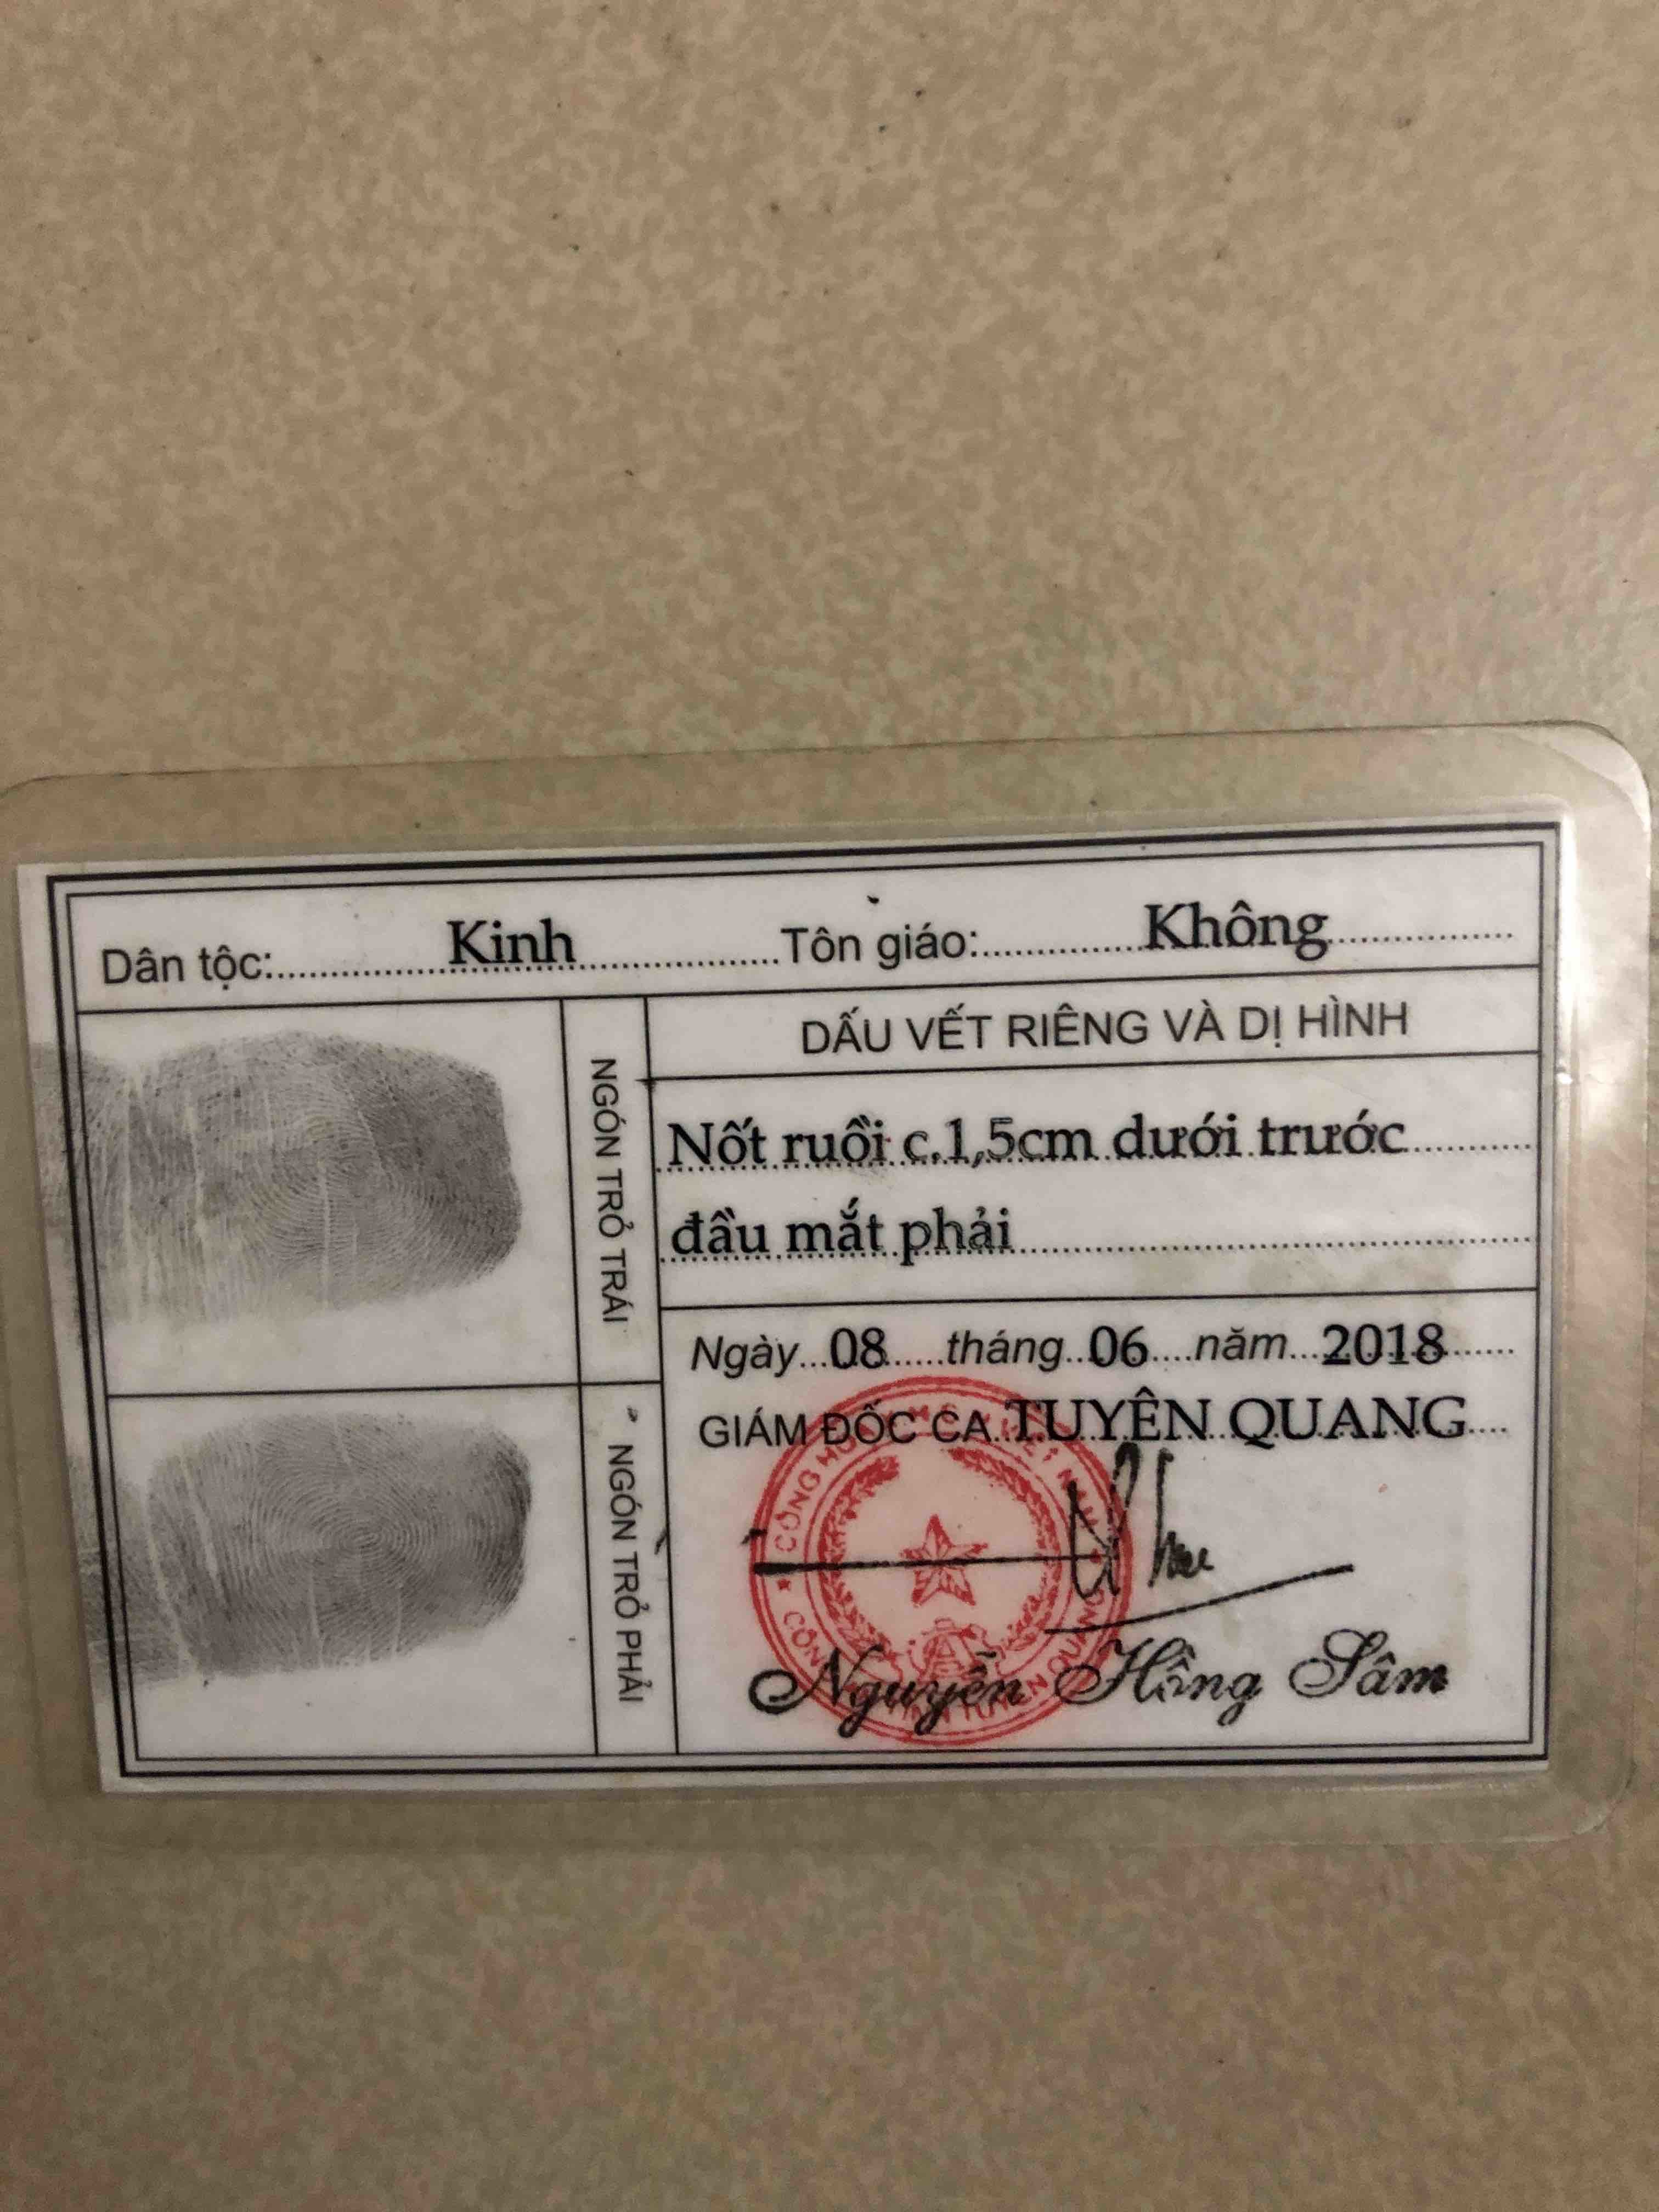 Dân tộc: Kinh Tôn giáo: Không
NGÓN TRỎ TRÁI
NGÓN TRỎ PHẢI
DẤU VẾT RIÊNG VÀ DỊ HÌNH
Nốt ruồi c.1,5cm dưới trước
đầu mắt phải
Ngày 08 tháng 06 năm 2018
GIÁM ĐỐC CA TUYÊN QUANG
Nguyễn Hồng Sâm